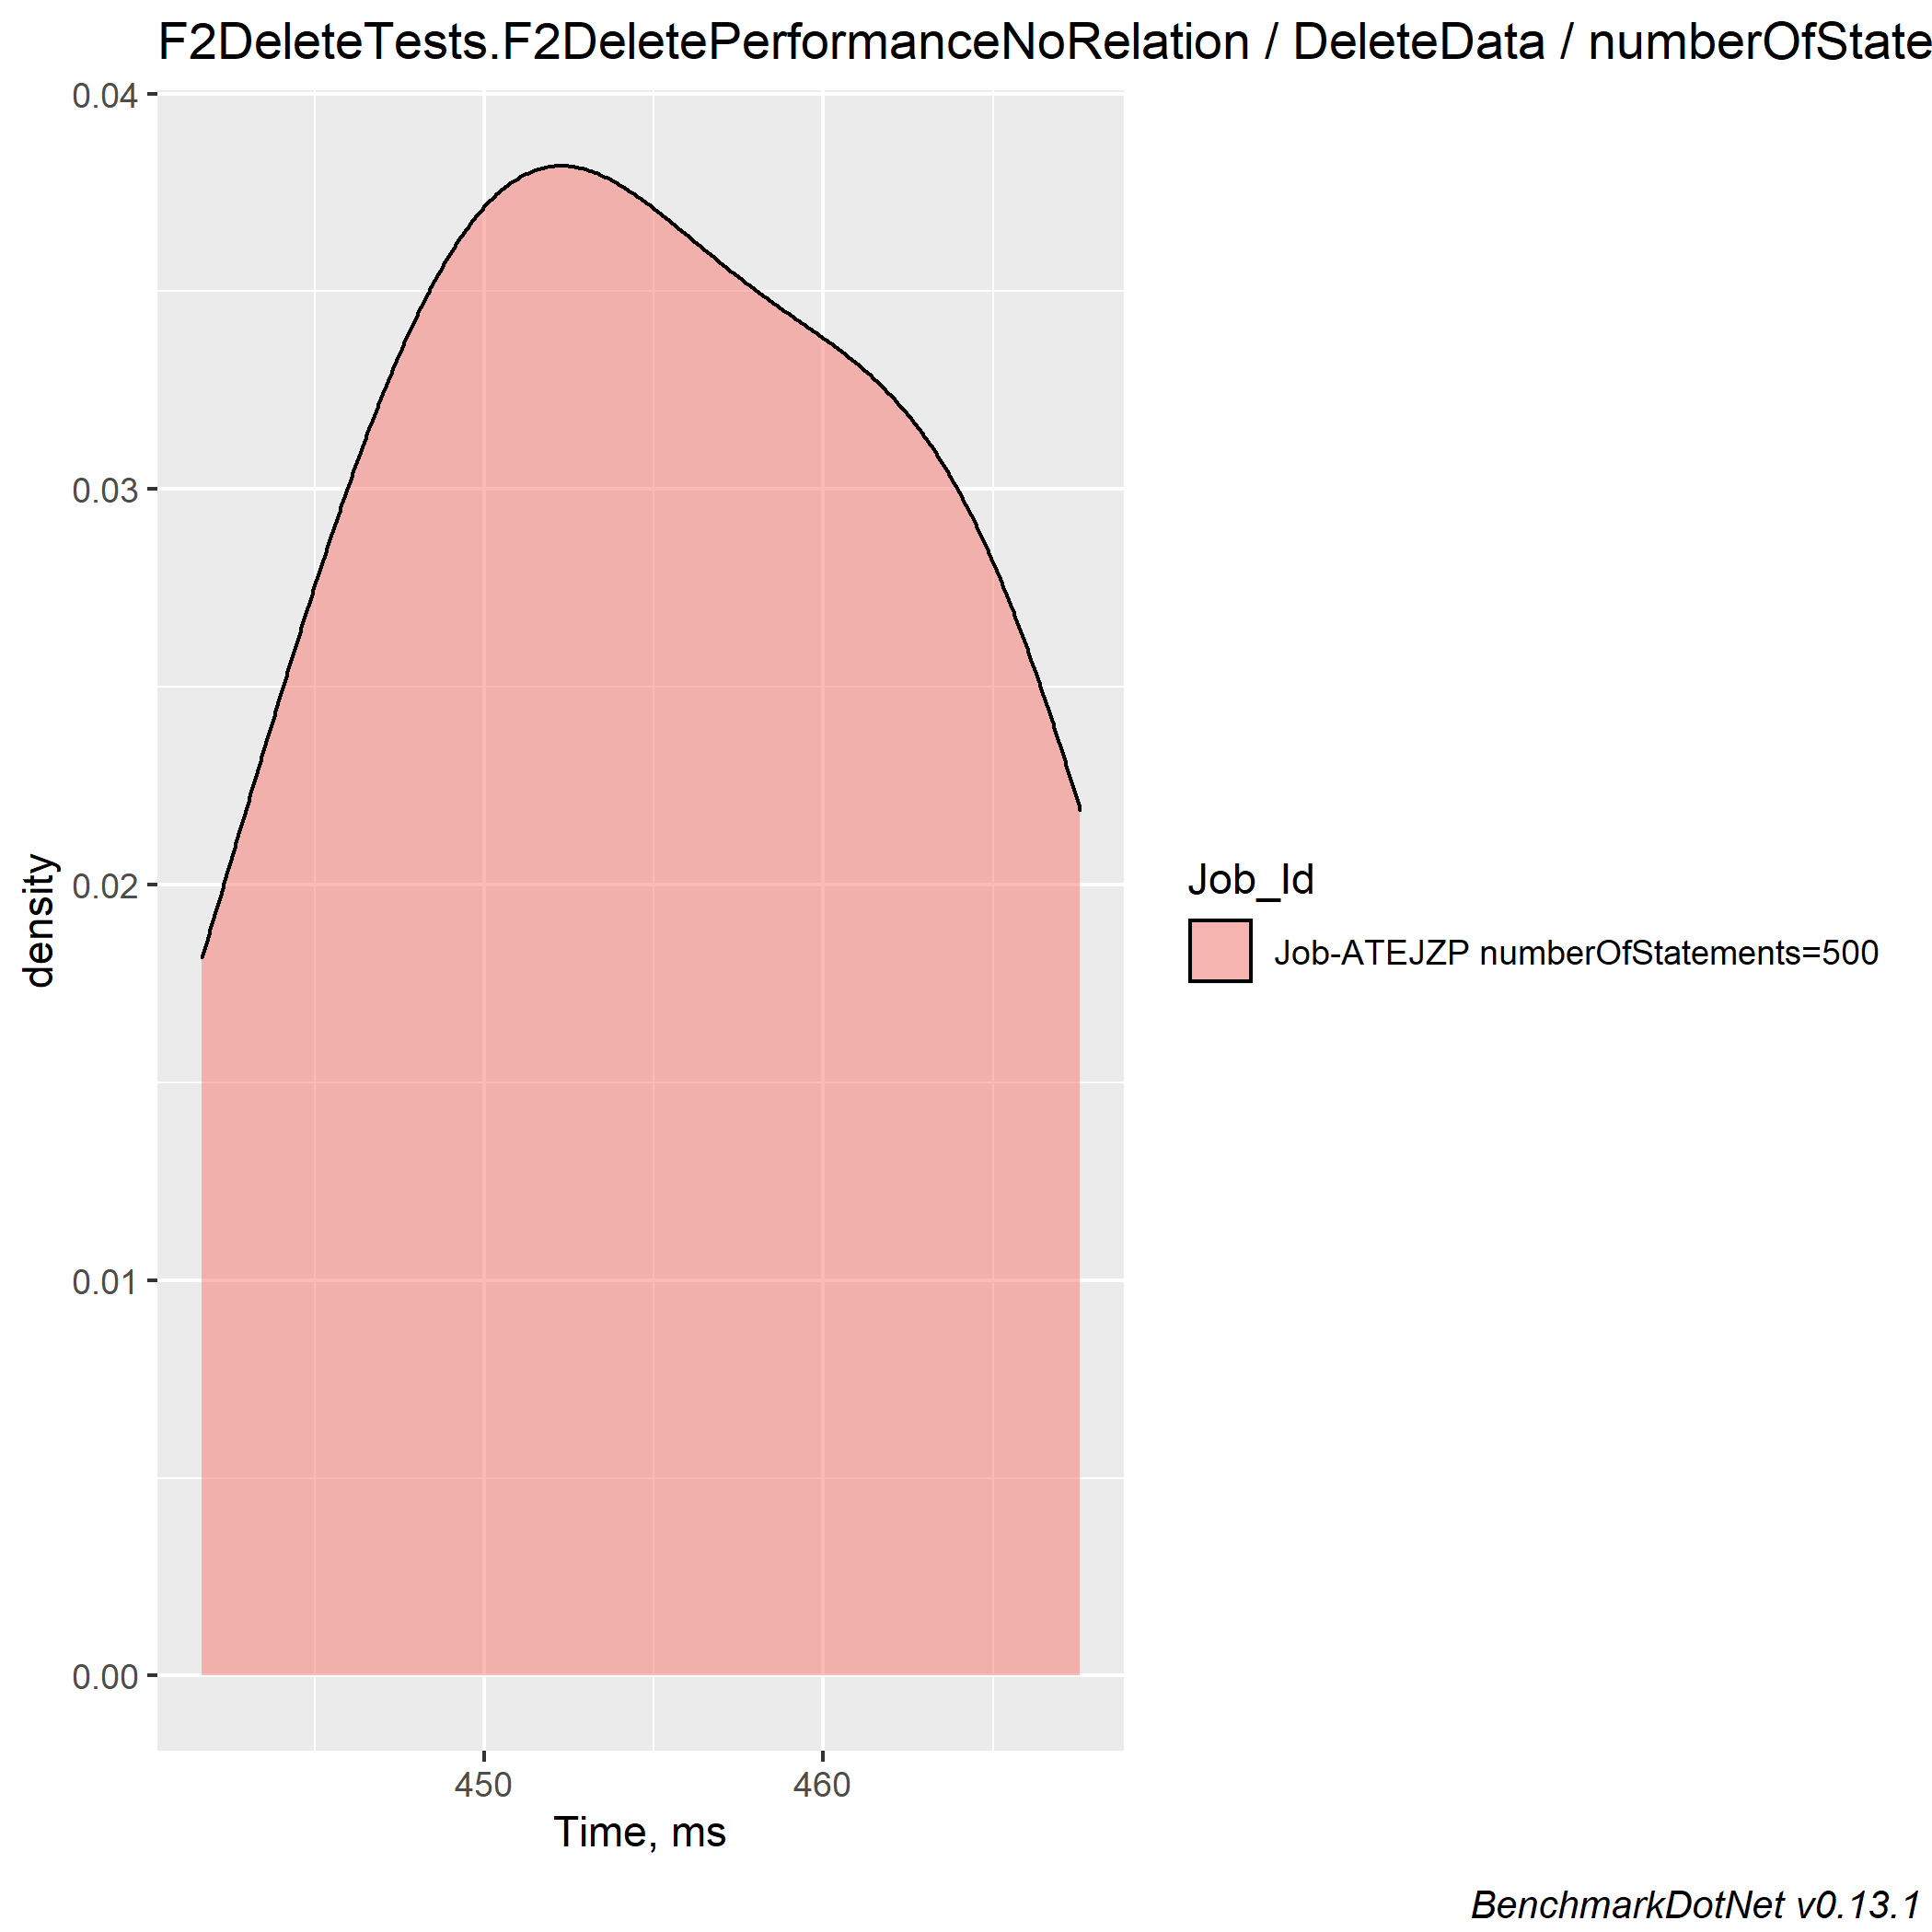 F2DeleteTests.F2DeletePerformanceNoRelation / DeleteData / numberOfState
0.04
0.03
0.02
0.01
0.00
density
450 460
Time, ms
Job_Id
Job-ATEJZP numberOfStatements=500
BenchmarkDotNet v0.13.1